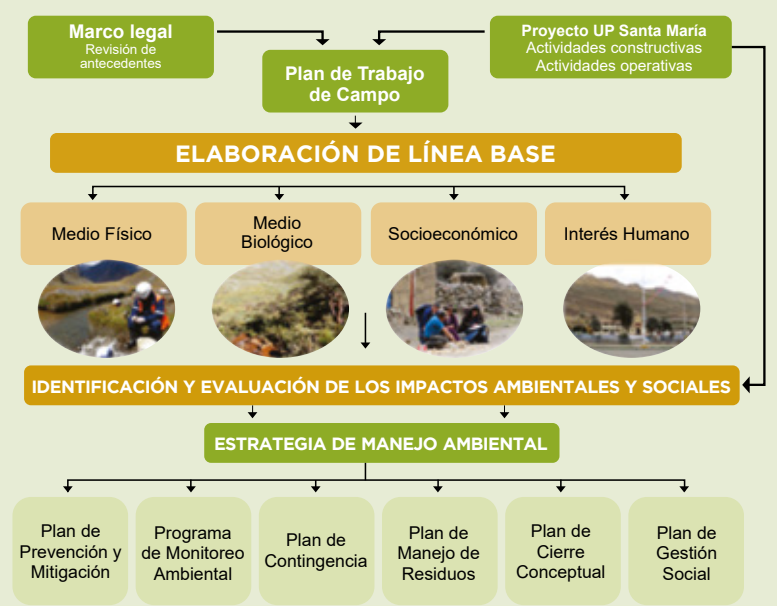 Marco legal
Revisión de
antecedentes
Proyecto UP Santa María
Actividades constructivas
Actividades operativas
Plan de Trabajo
de Campo
ELABORACIÓN DE LÍNEA BASE
Medio Físico
Medio
Biológico
Socioeconómico
Interés Humano
IDENTIFICACIÓN Y EVALUACIÓN DE LOS IMPACTOS AMBIENTALES Y SOCIALES
ESTRATEGIA DE MANEJO AMBIENTAL
Plan de
Prevención y
Mitigación
Programa
de Monitoreo
Ambiental
Plan de
Contingencia
Plan de
Manejo de
Residuos
Plan de
Cierre
Conceptual
Plan de
Gestión
Social